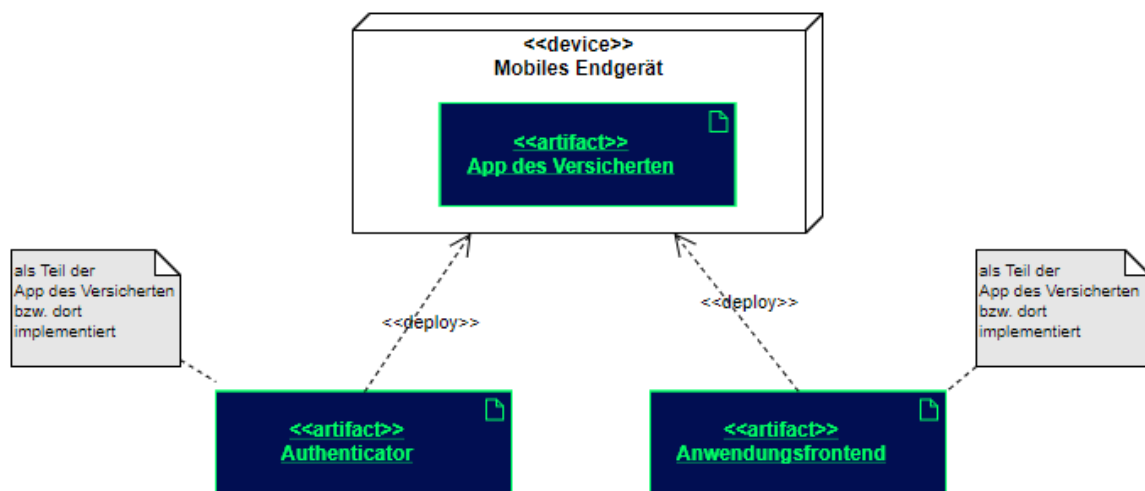 <<device>>
Mobiles Endgerät
<<artifact>>
App des Versicherten
als Teil der
App des Versicherten
bzw. dort
implementiert
<<deploy>>
<<deploy>>
als Teil der
App des Versicherten
bzw. dort
implementiert
<<artifact>>
Authenticator
<<artifact>>
Anwendungsfrontend